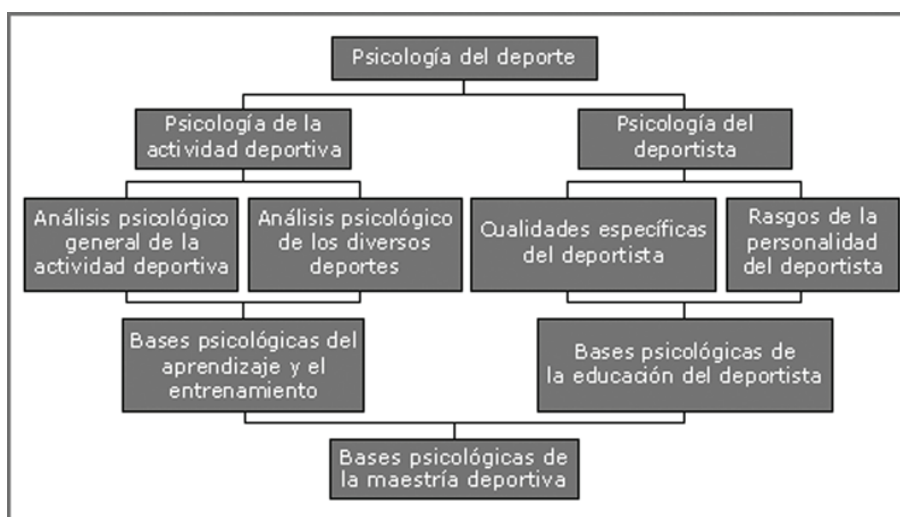 Psicología del deporte
Psicología de la
actividad deportiva
Psicología del
deportista
Análisis psicológico
general de la
actividad deportiva
Análisis psicológico
de los diversos
deportes
Cualidades específicas
del deportista
Rasgos de la
personalidad
del deportista
Bases psicológicas del
aprendizaje y el
entrenamiento
Bases psicológicas de
la educación del deportista
Bases psicológicas de
la maestría deportiva